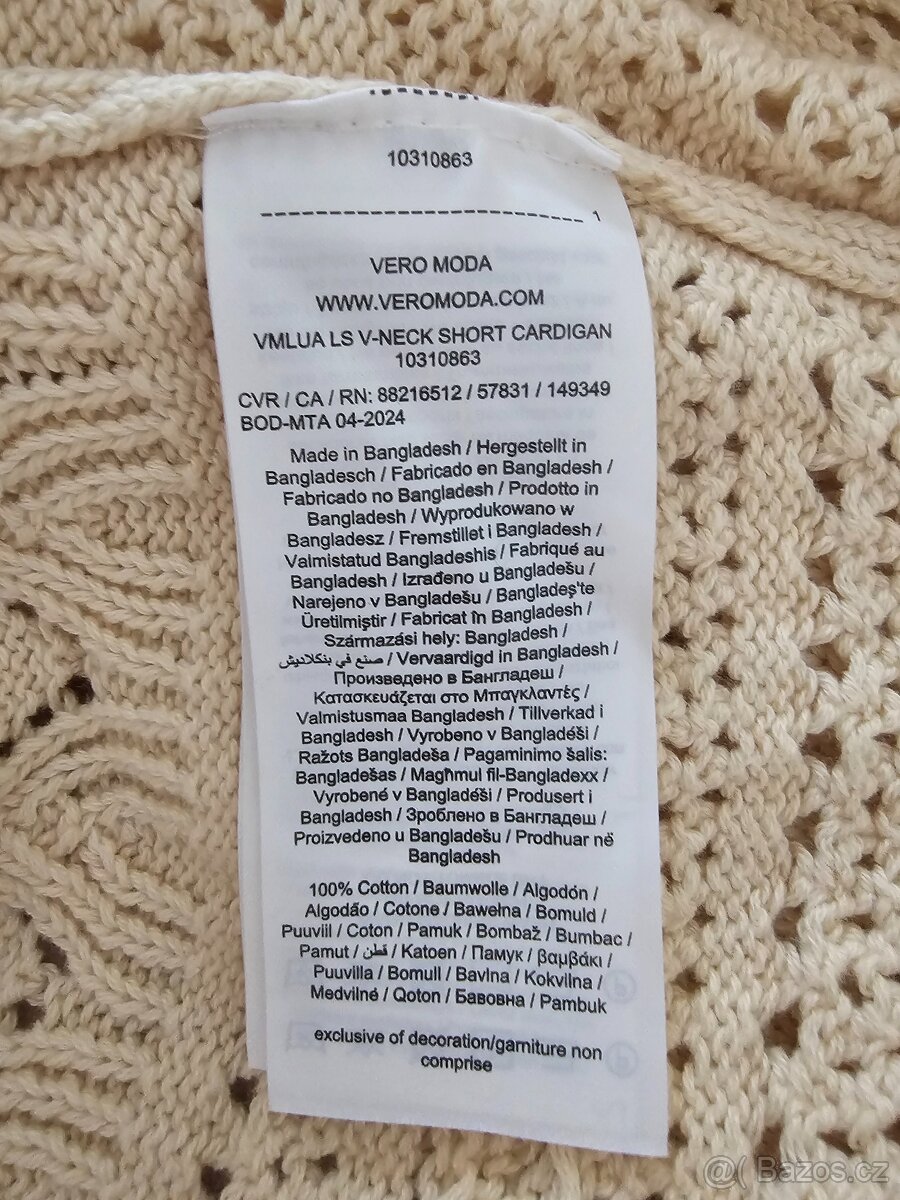 10310863
1
VERO MODA
WWW.VEROMODA.COM
VMLUA LS V-NECK SHORT CARDIGAN
10310863
CVR / CA / RN: 88216512 / 57831 / 149349
BOD-MTA 04-2024
Made in Bangladesh / Hergestellt in
Bangladesch / Fabricado en Bangladesh /
Fabricado no Bangladesh / Prodotto in
Bangladesh / Wyprodukowano w
Bangladesz / Fremstillet i Bangladesh /
Valmistatud Bangladeshis / Fabriqué au
Bangladesh / Izrađeno u Bangladešu /
Narejeno v Bangladešu / Bangladeş'te
Üretilmiştir / Fabricat în Bangladesh /
Származási hely: Bangladesh /
صنع في بنكلاديش / Vervaardigd in Bangladesh /
Произведено в Бангладеш /
Κατασκευάζεται στο Μπαγκλαντές /
Valmistusmaa Bangladesh / Tillverkad i
Bangladesh / Vyrobeno v Bangladéši /
Ražots Bangladeša / Pagaminimo šalis:
Bangladešas / Magħmul fil-Bangladexx /
Vyrobené v Bangladéši / Produsert i
Bangladesh / Зроблено в Бангладеш /
Proizvedeno u Bangladešu / Prodhuar në
Bangladesh
100% Cotton / Baumwolle / Algodón /
Algodão / Cotone / Bawełna / Bomuld /
Puuviil / Coton / Pamuk / Bombaž / Bumbac /
Pamut / قطن / Katoen / Памук / βαμβάκι /
Puuvilla / Bomull / Bavlna / Kokvilna /
Medvilné / Qoton / Бавовна / Pambuk
exclusive of decoration/garniture non
comprise
@( Bazos.cz